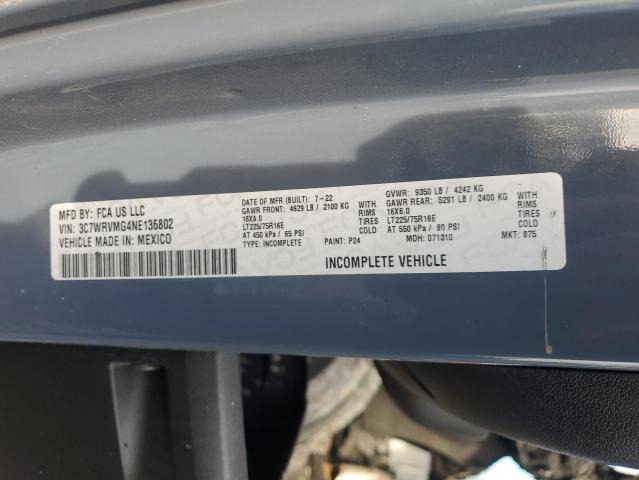 MFD BY: FCA US LLC
VIN: 3C7WRVMG4NE136802
VEHICLE MADE IN: MEXICO
DATE OF MFR (BUILT): 7-22
GAWR FRONT: 4629 LB / 2100 KG WITH
16X6.0 RIMS
LT225/75R16E TIRES
AT 450 kPa / 65 PSI COLD
TYPE: INCOMPLETE PAINT: P24
GVWR: 9350 LB / 4242 KG
GAWR REAR: 5291 LB / 2400 KG WITH
16X6.0 RIMS
LT225/75R16E TIRES
AT 550 kPa / 80 PSI COLD
MDH: 071310 MKT: 875
INCOMPLETE VEHICLE